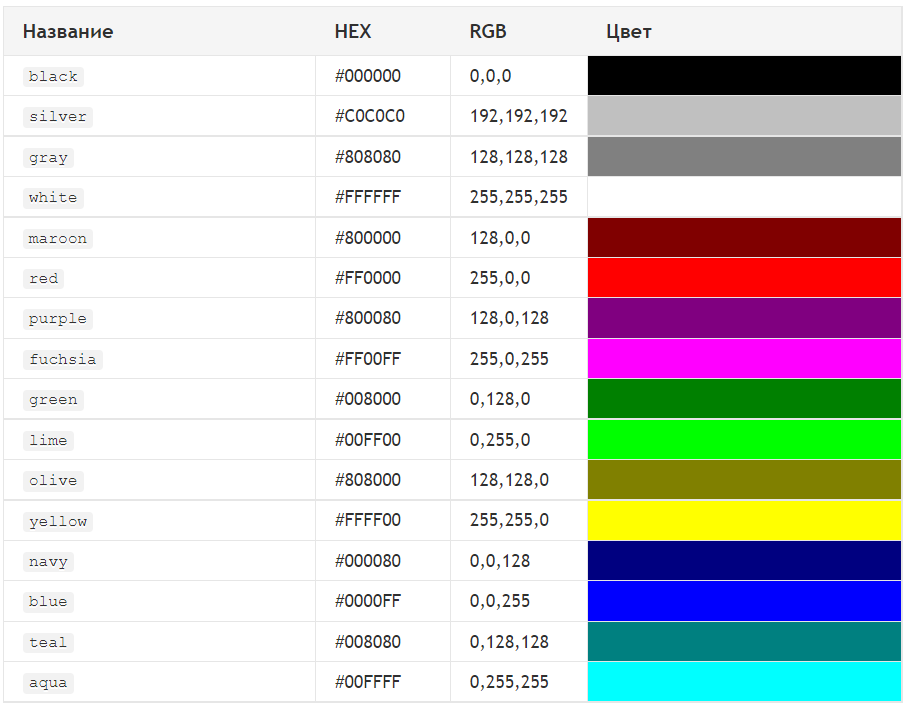 Название HEX RGB Цвет
black #000000 0,0,0
silver #C0C0C0 192,192,192
gray #808080 128,128,128
white #FFFFFF 255,255,255
maroon #800000 128,0,0
red #FF0000 255,0,0
purple #800080 128,0,128
fuchsia #FF00FF 255,0,255
green #008000 0,128,0
lime #00FF00 0,255,0
olive #808000 128,128,0
yellow #FFFF00 255,255,0
navy #000080 0,0,128
blue #0000FF 0,0,255
teal #008080 0,128,128
aqua #00FFFF 0,255,255